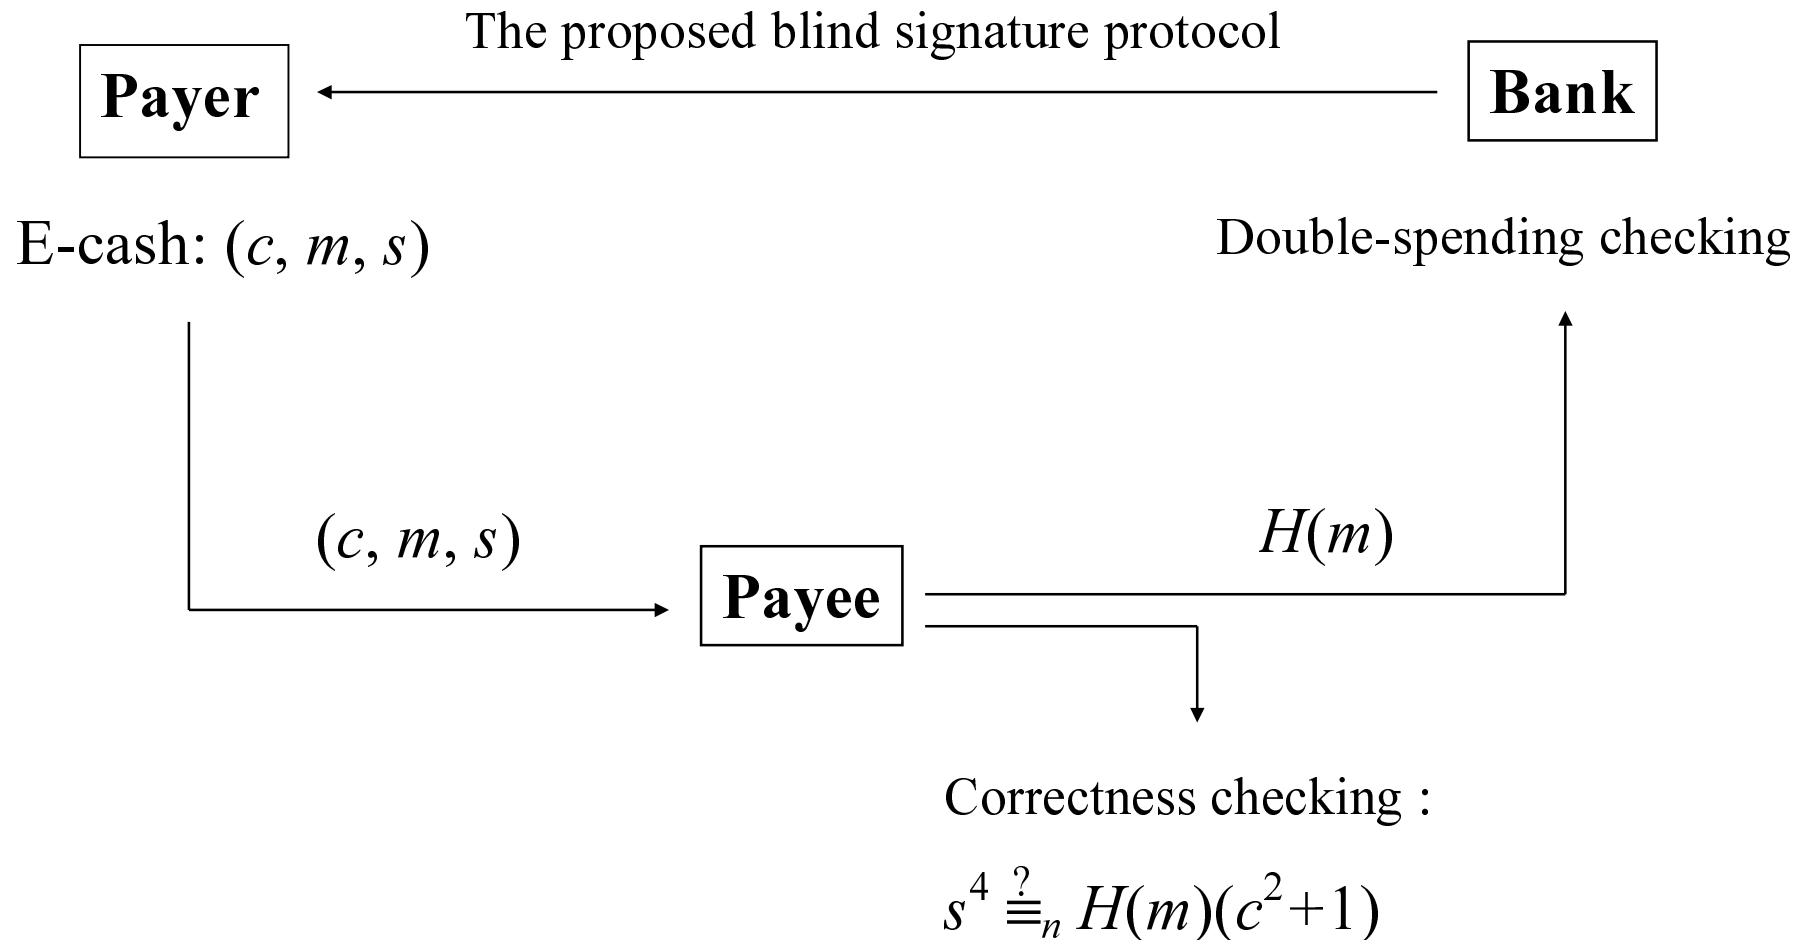 The proposed blind signature protocol
Payer
Bank
E-cash: (c, m, s)
Double-spending checking
(c, m, s)
H(m)
Payee
Correctness checking :
s⁴ ≟ₙ H(m)(c²+1)